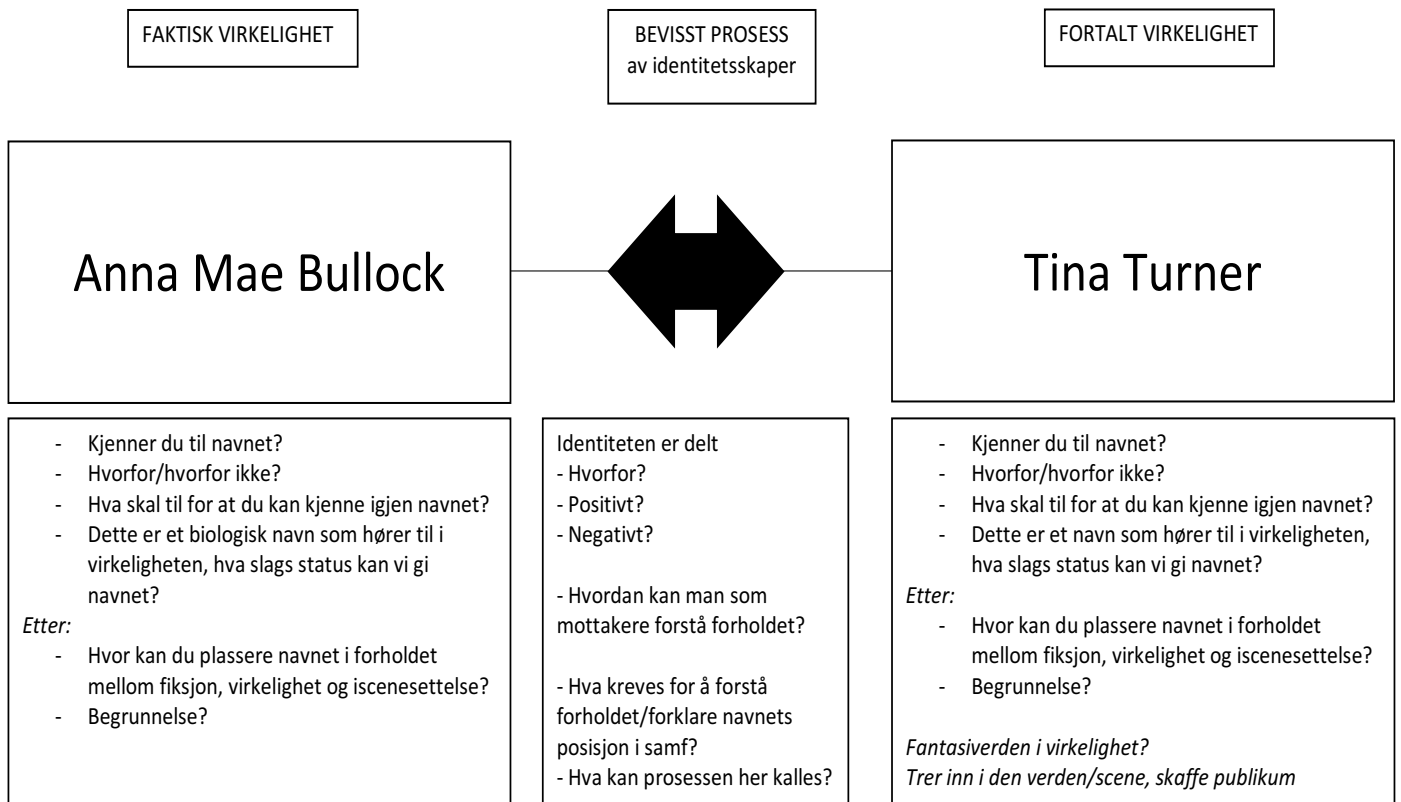 FAKTISK VIRKELIGHET
BEVISST PROSESS
av identitetsskaper
FORTALT VIRKELIGHET
Anna Mae Bullock
Tina Turner
- Kjenner du til navnet?
- Hvorfor/hvorfor ikke?
- Hva skal til for at du kan kjenne igjen navnet?
- Dette er et biologisk navn som hører til i
virkeligheten, hva slags status kan vi gi
navnet?
Etter:
- Hvor kan du plassere navnet i forholdet
mellom fiksjon, virkelighet og iscenesettelse?
- Begrunnelse?
Identiteten er delt
- Hvorfor?
- Positivt?
- Negativt?
- Hvordan kan man som
mottakere forstå forholdet?
- Hva kreves for å forstå
forholdet/forklare navnets
posisjon i samf?
- Hva kan prosessen her kalles?
- Kjenner du til navnet?
- Hvorfor/hvorfor ikke?
- Hva skal til for at du kan kjenne igjen navnet?
- Dette er et navn som hører til i virkeligheten,
hva slags status kan vi gi navnet?
Etter:
- Hvor kan du plassere navnet i forholdet
mellom fiksjon, virkelighet og iscenesettelse?
- Begrunnelse?
Fantasiverden i virkelighet?
Trer inn i den verden/scene, skaffe publikum